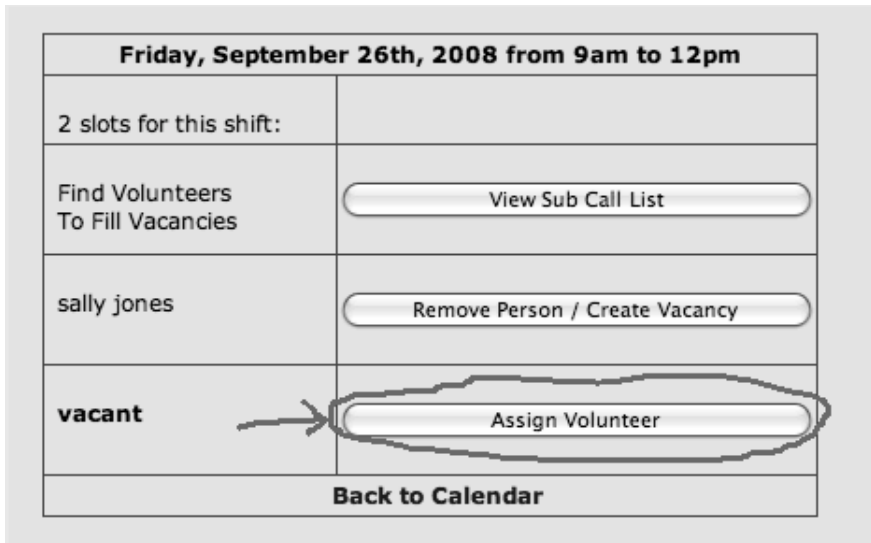 Friday, September 26th, 2008 from 9am to 12pm
2 slots for this shift:
Find Volunteers
To Fill Vacancies
View Sub Call List
sally jones
Remove Person / Create Vacancy
vacant
Assign Volunteer
Back to Calendar